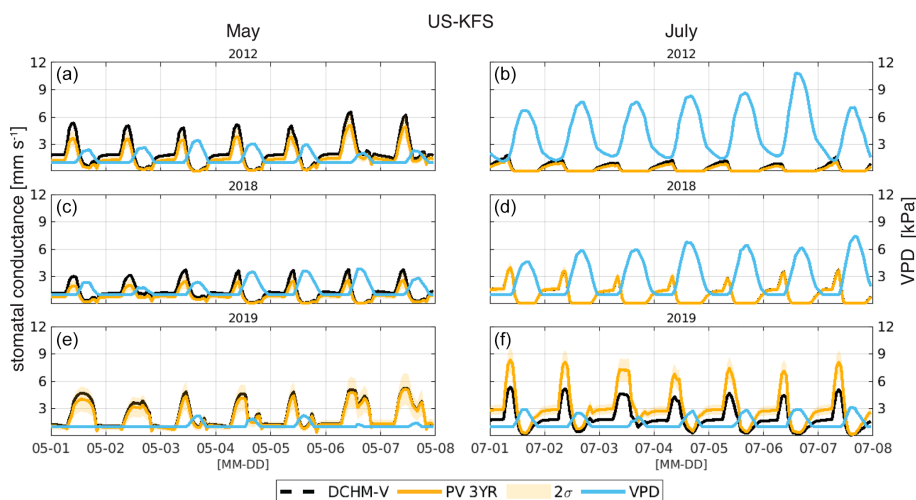 US-KFS
May
July
2012
2012
(a)
(b)
12
9
6
3
12
9
6
3
2018
2018
(c)
(d)
12
9
6
3
12
9
6
3
2019
2019
(e)
(f)
12
9
6
3
12
9
6
3
stomatal conductance [mm s⁻¹]
VPD [kPa]
05-01 05-02 05-03 05-04 05-05 05-06 05-07 05-08
07-01 07-02 07-03 07-04 07-05 07-06 07-07 07-08
[MM-DD]
[MM-DD]
DCHM-V PV 3YR 2σ VPD